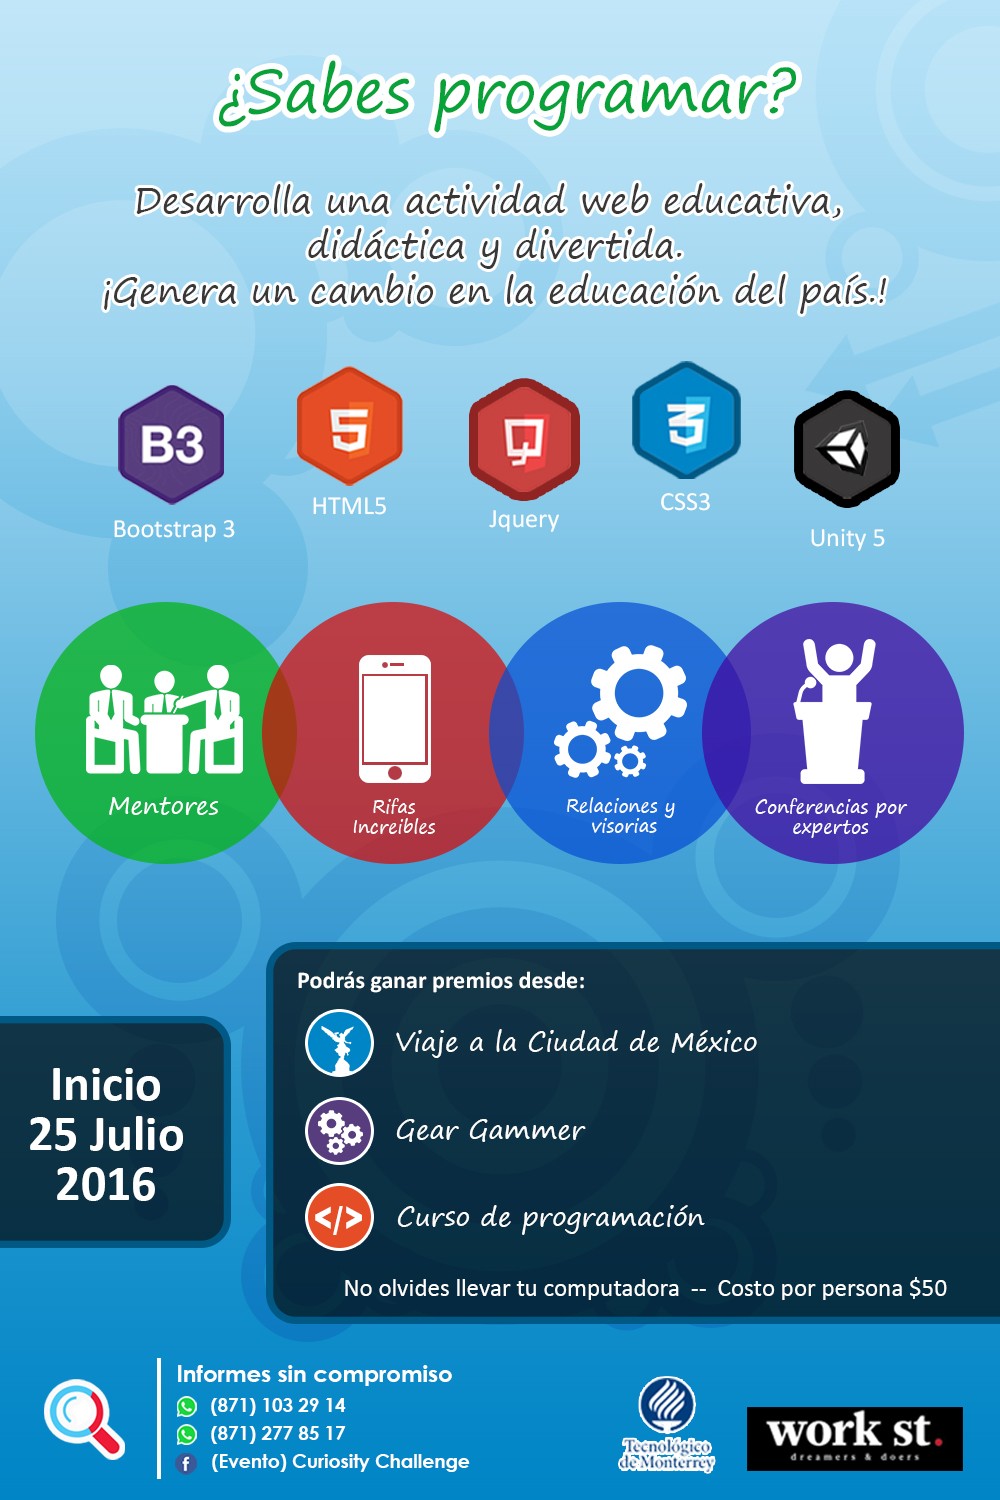 ¿Sabes programar?
Desarrolla una actividad web educativa,
didáctica y divertida.
¡Genera un cambio en la educación del país.!
B3
Bootstrap 3
HTML5
Jquery
CSS3
Unity 5
Mentores
Rifas
Increibles
Relaciones y
visorias
Conferencias por
expertos
Podrás ganar premios desde:
Viaje a la Ciudad de México
Gear Gammer
</> Curso de programación
No olvides llevar tu computadora -- Costo por persona $50
Inicio
25 Julio
2016
Informes sin compromiso
(871) 103 29 14
(871) 277 85 17
f (Evento) Curiosity Challenge
Tecnológico
de Monterrey
work st.
dreamers & doers